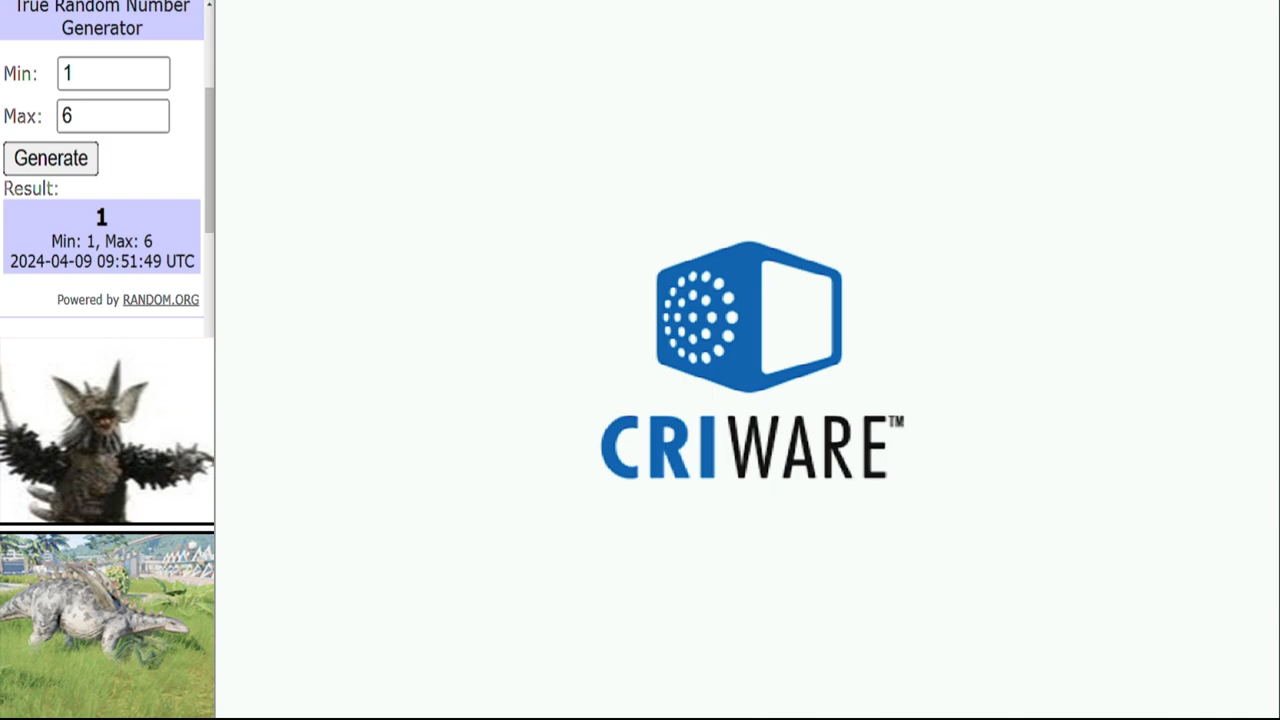 True Random Number
Generator
Min: 1
Max: 6
Generate
Result:
1
Min: 1, Max: 6
2024-04-09 09:51:49 UTC
Powered by RANDOM.ORG
CRIWARE™